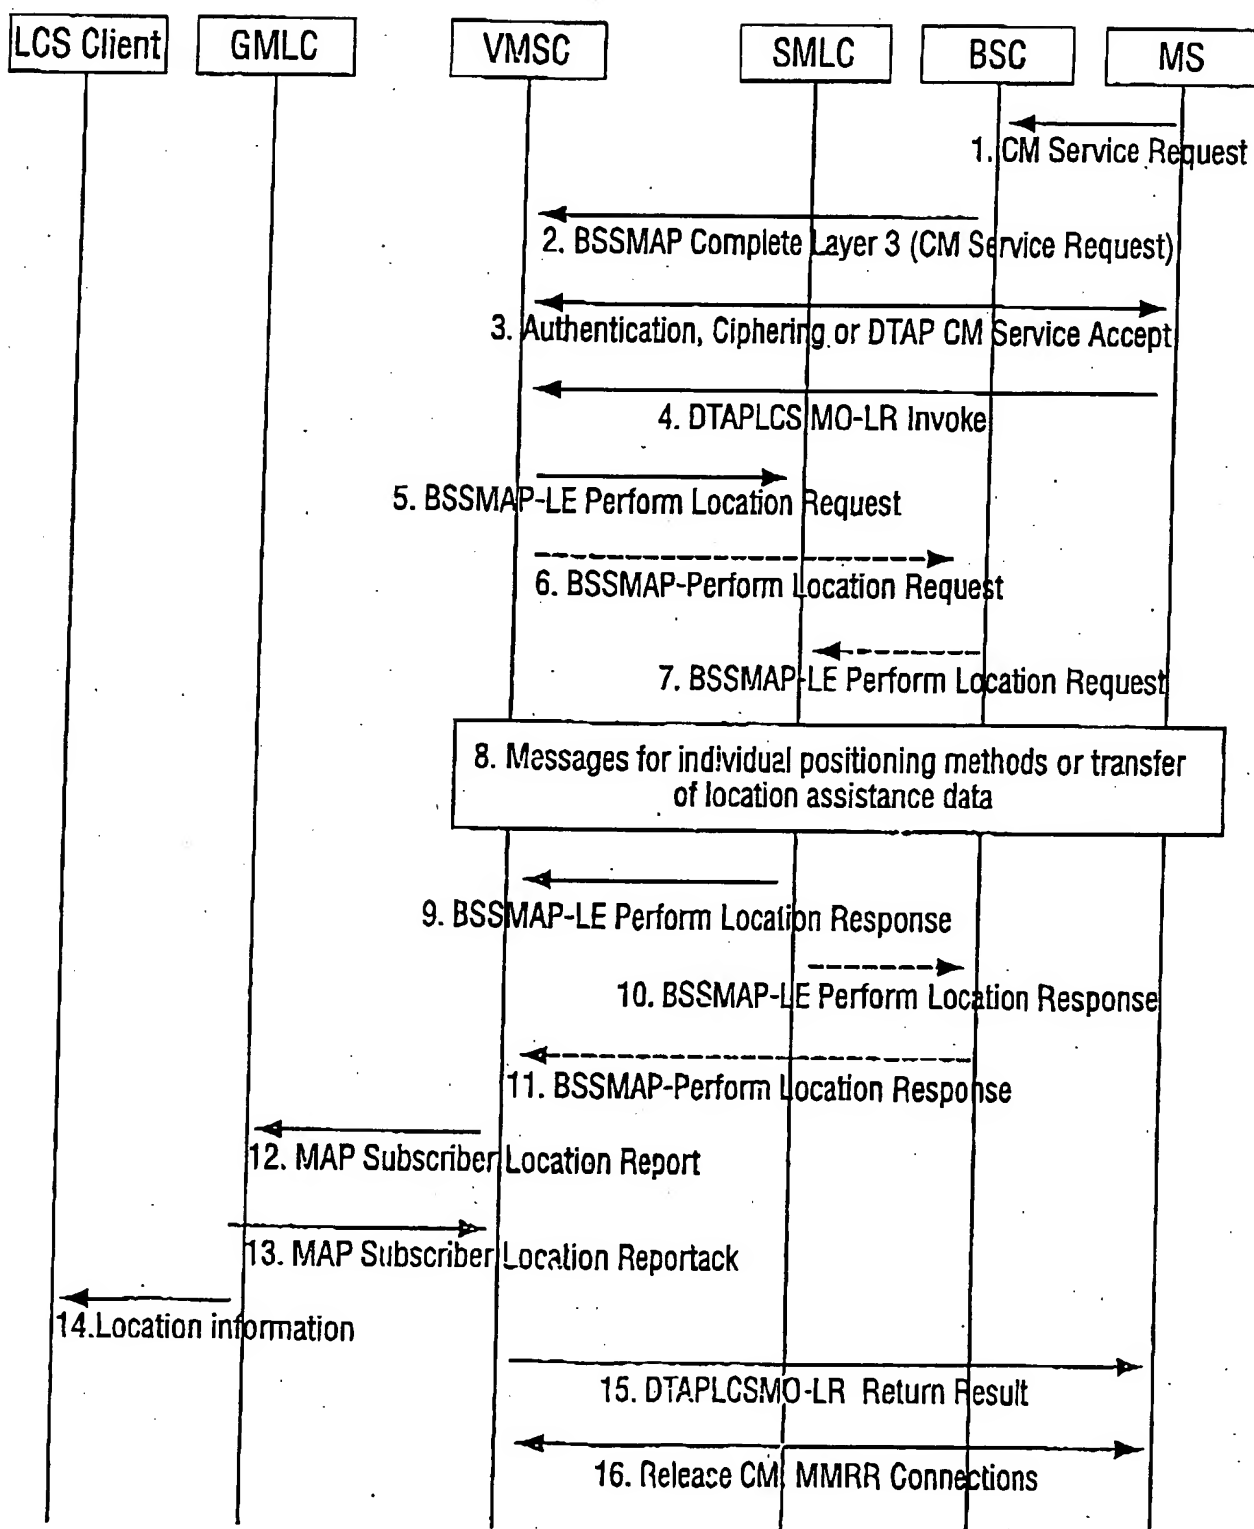 LCS Client
GMLC
VMSC
SMLC
BSC
MS
1. CM Service Request
2. BSSMAP Complete Layer 3 (CM Service Request)
3. Authentication, Ciphering or DTAP CM Service Accept
4. DTAPLCS MO-LR Invoke
5. BSSMAP-LE Perform Location Request
6. BSSMAP-Perform Location Request
7. BSSMAP-LE Perform Location Request
8. Messages for individual positioning methods or transfer
of location assistance data
9. BSSMAP-LE Perform Location Response
10. BSSMAP-LE Perform Location Response
11. BSSMAP-Perform Location Response
12. MAP Subscriber Location Report
13. MAP Subscriber Location Reportack
14.Location information
15. DTAPLCSMO-LR Return Result
16. Release CM MMRR Connections